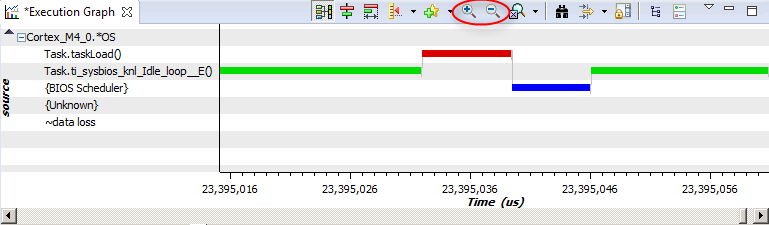 *Execution Graph
Cortex_M4_0.*OS
Task.taskLoad()
Task.ti_sysbios_knl_Idle_loop__E()
{BIOS Scheduler}
{Unknown}
~data loss
source
23,395,016 23,395,026 23,395,036 23,395,046 23,395,056
Time (us)